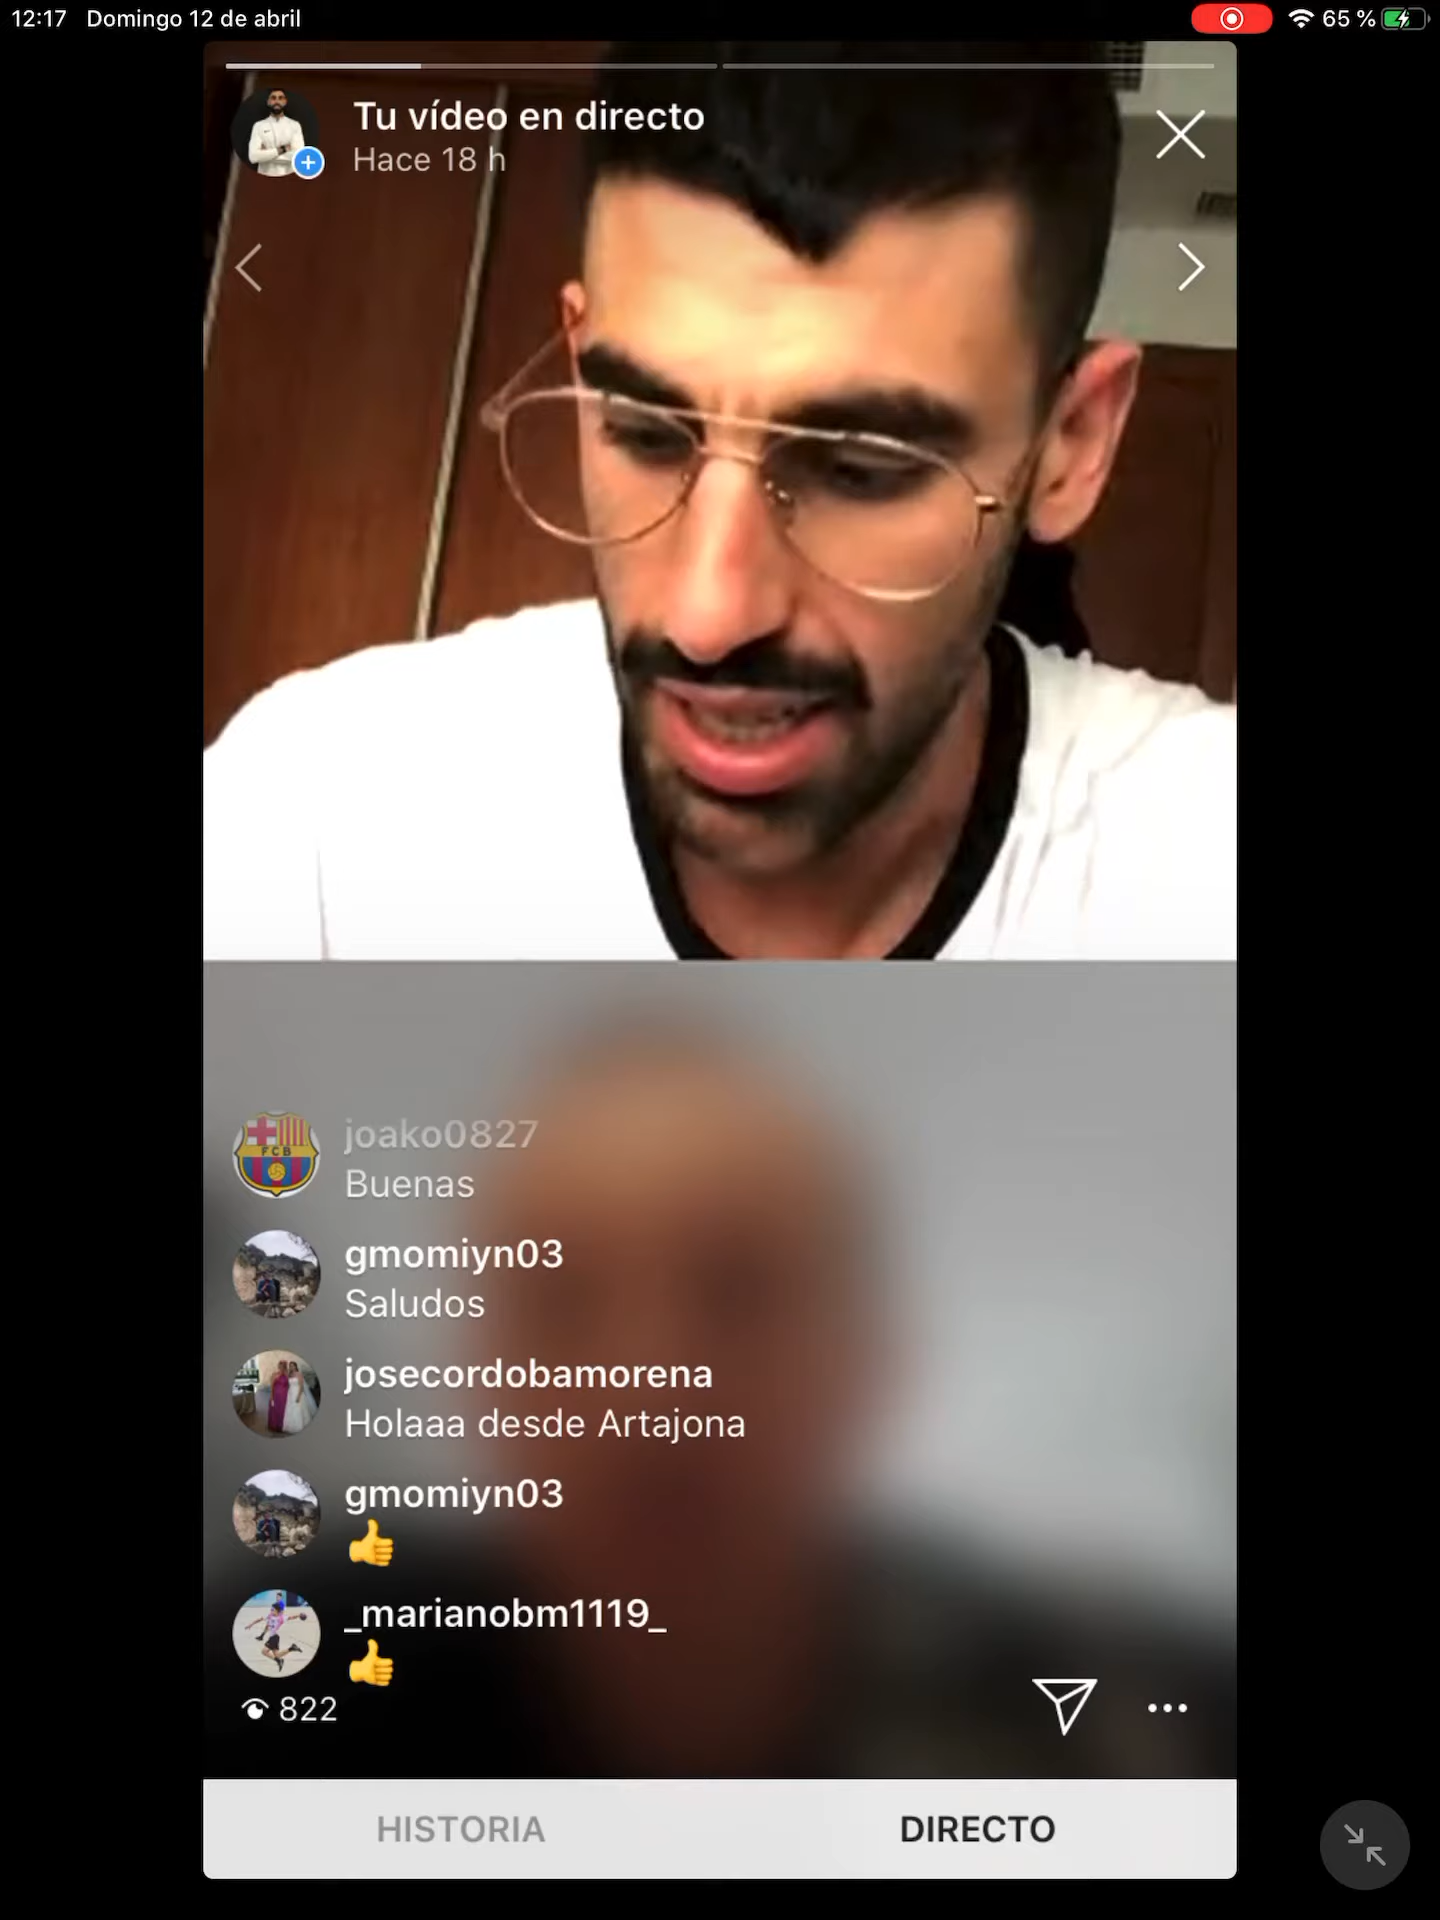 12:17 Domingo 12 de abril
65 %
Tu vídeo en directo
Hace 18 h
joako0827
FCB
Buenas
gmomiyn03
Saludos
josecordobamorena
Holaaa desde Artajona
gmomiyn03
👍
_marianobm1119_
👍
822
HISTORIA
DIRECTO